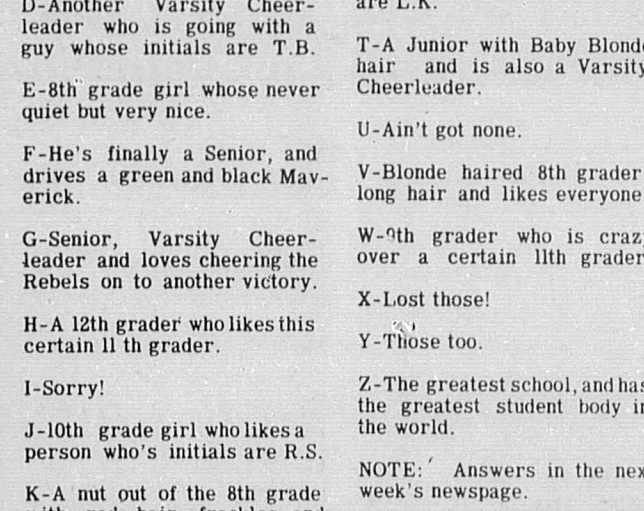 D-Another Varsity Cheer-
leader who is going with a
guy whose initials are T.B.
E-8th grade girl whose never
quiet but very nice.
F-He's finally a Senior, and
drives a green and black Mav-
erick.
G-Senior, Varsity Cheer-
leader and loves cheering the
Rebels on to another victory.
H-A 12th grader who likes this
certain 11 th grader.
I-Sorry!
J-10th grade girl who likes a
person who's initials are R.S.
K-A nut out of the 8th grade
with red hair, freckles and
are L.K.
T-A Junior with Baby Blonde
hair and is also a Varsity
Cheerleader.
U-Ain't got none.
V-Blonde haired 8th grader
long hair and likes everyone
W-9th grader who is crazy
over a certain 11th grader
X-Lost those!
Y-Those too.
Z-The greatest school, and has
the greatest student body in
the world.
NOTE: Answers in the nex
week's newspage.